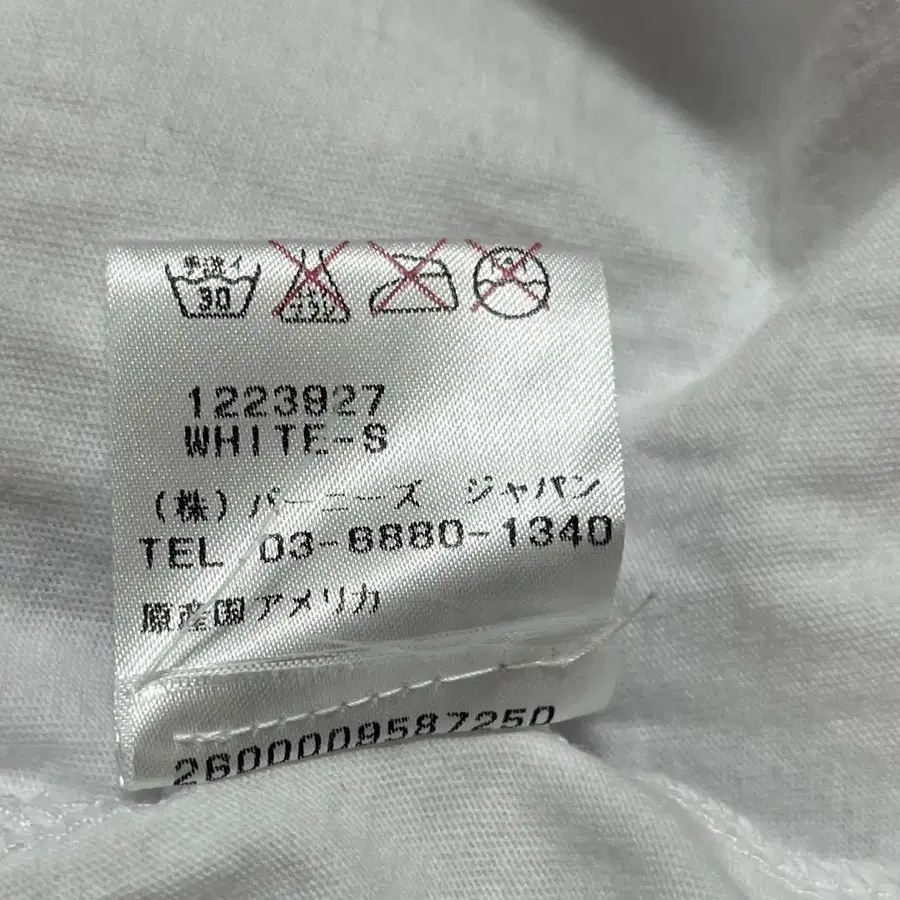 手洗イ 30
1223927
WHITE-S
(株) バーニーズ ジャパン
TEL 03-6880-1340
原産国アメリカ
2600009587250